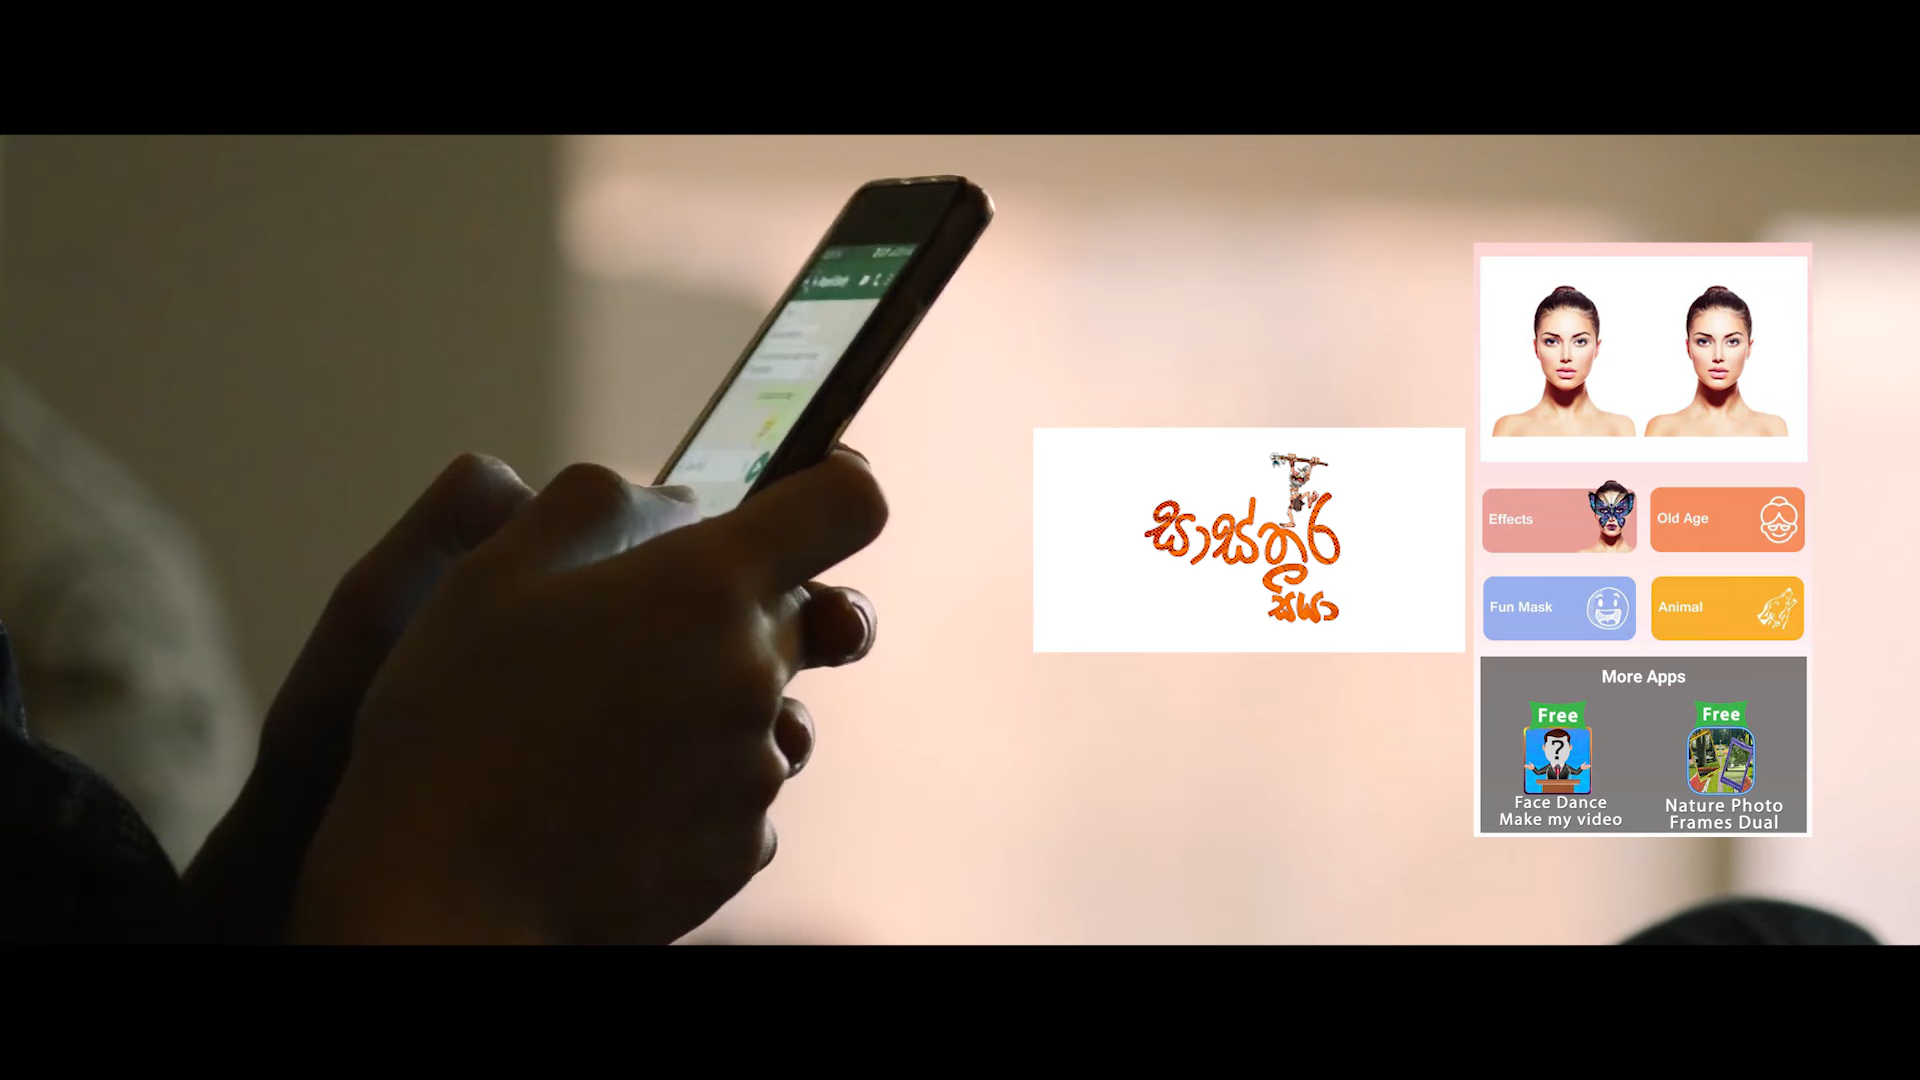 සාස්තර
සීයා
Effects
Old Age
Fun Mask
Animal
More Apps
Free
Free
Face Dance
Make my video
Nature Photo
Frames Dual